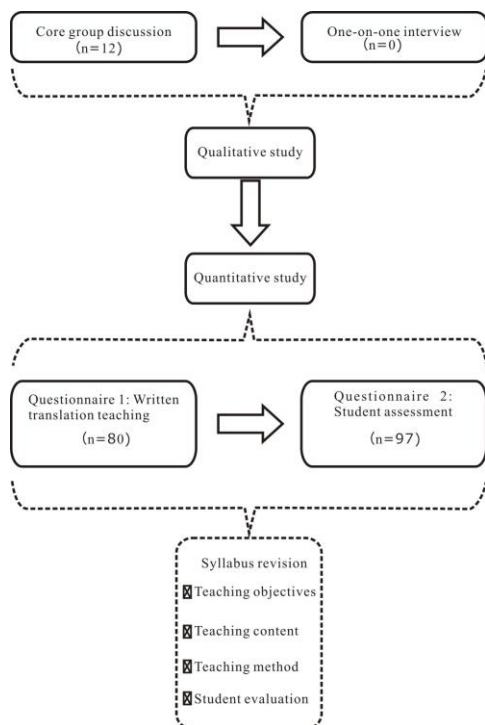 Core group discussion
(n=12)
One-on-one interview
(n=0)
Qualitative study
Quantitative study
Questionnaire 1: Written
translation teaching
(n=80)
Questionnaire 2:
Student assessment
(n=97)
Syllabus revision
Teaching objectives
Teaching content
Teaching method
Student evaluation